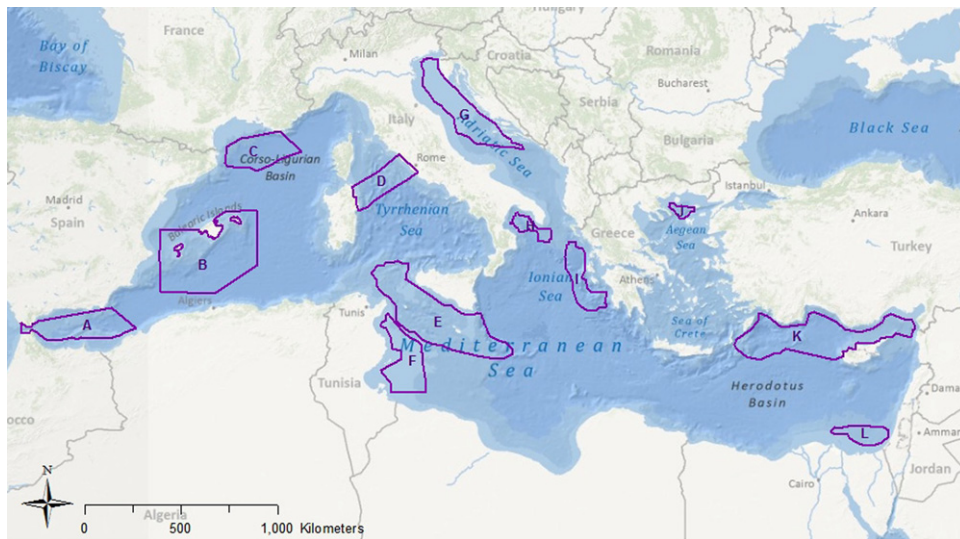 Bay of
Biscay
France
Milan
Croatia
Hungary
Romania
Bucharest
Serbia
Italy
G
Adriatic Sea
Bulgaria
Black Sea
C
Corso-Ligurian
Basin
D
Rome
Istanbul
Madrid
Spain
Balearic Islands
B
Tyrrhenian
Sea
H
J
Aegean
Sea
Ankara
Greece
Turkey
Athens
Ionian
Sea
I
Algiers
A
Tunis
E
Mediterranean
Sea
Sea of
Crete
K
F
Tunisia
Herodotus
Basin
Dama
L
Amman
occo
Jordan
Cairo
N
Algeria
0 500 1,000 Kilometers